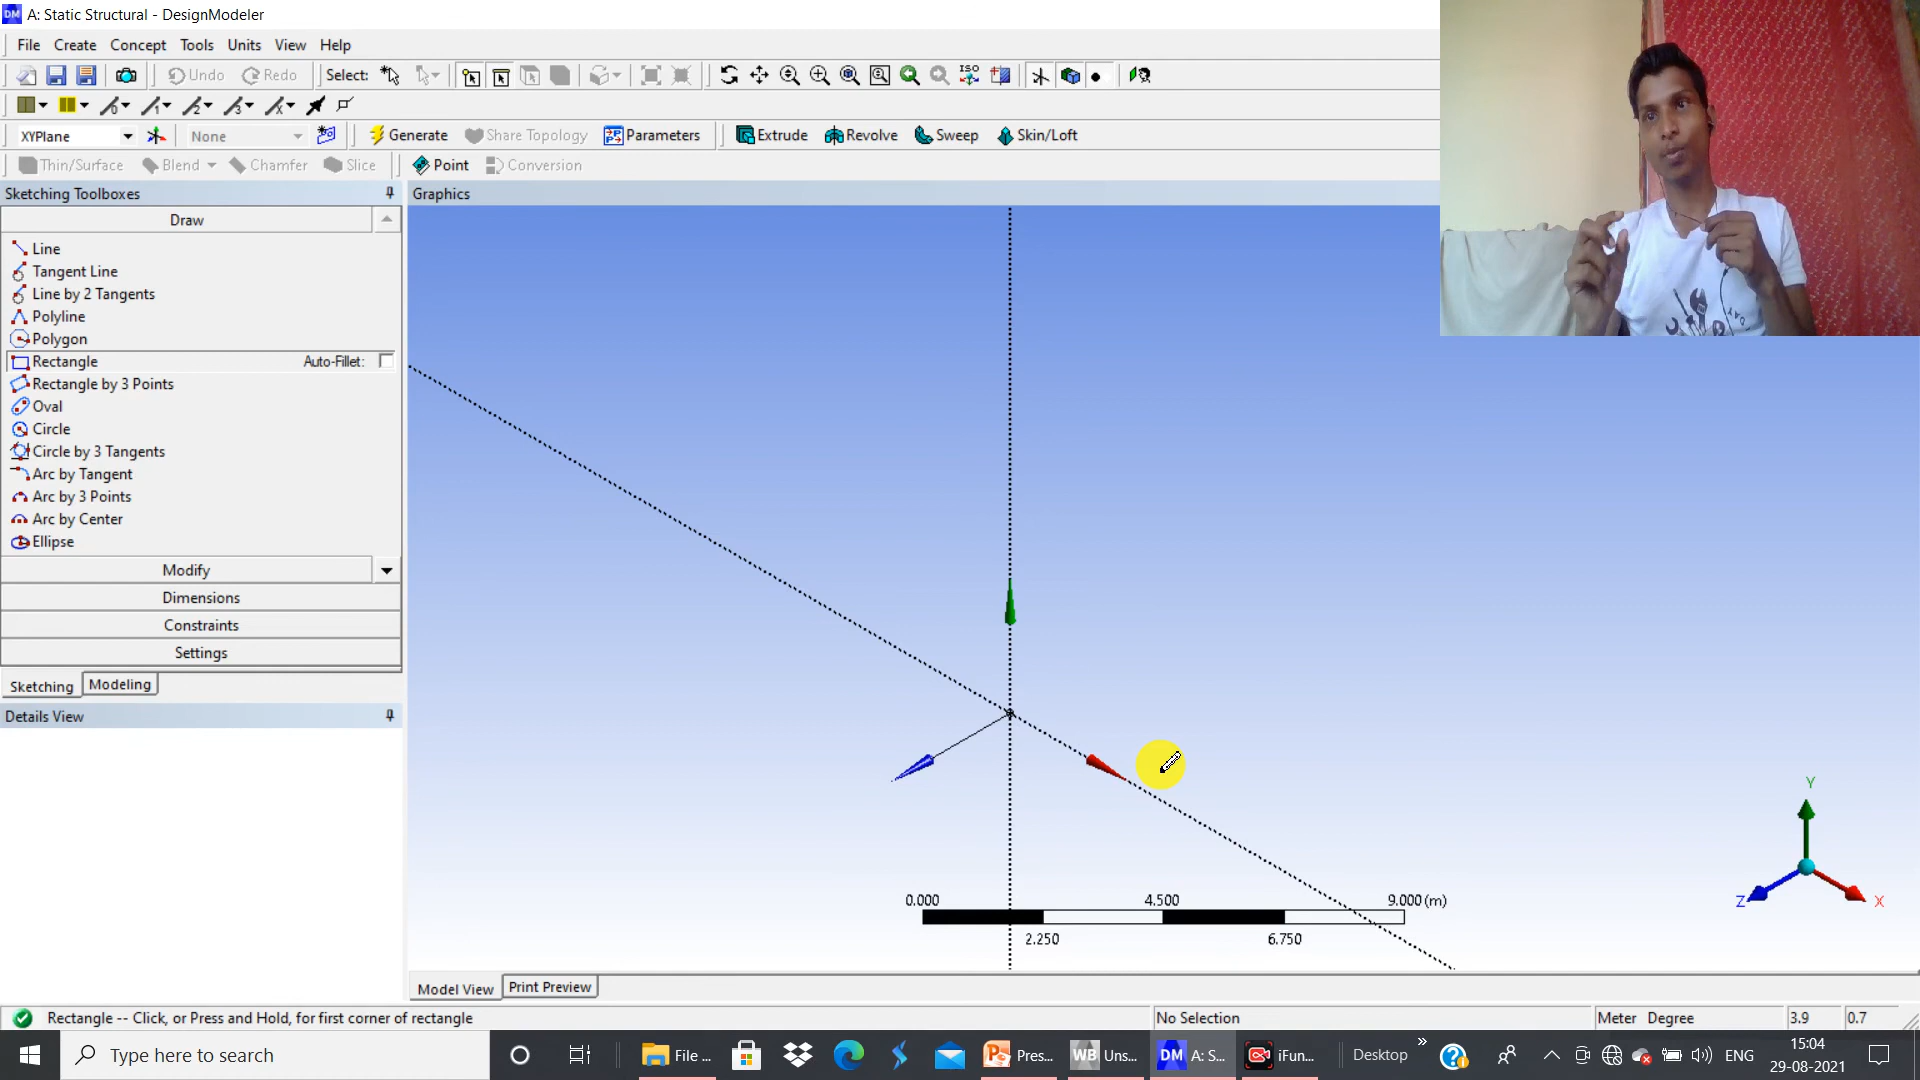 DM A: Static Structural - DesignModeler
File Create Concept Tools Units View Help
Undo Redo Select: ISO
XYPlane None Generate Share Topology Parameters Extrude Revolve Sweep Skin/Loft
Thin/Surface Blend Chamfer Slice Point Conversion
Sketching Toolboxes
Graphics
Draw
Line
Tangent Line
Line by 2 Tangents
Polyline
Polygon
Rectangle Auto-Fillet:
Rectangle by 3 Points
Oval
Circle
Circle by 3 Tangents
Arc by Tangent
Arc by 3 Points
Arc by Center
Ellipse
Modify
Dimensions
Constraints
Settings
Sketching Modeling
Details View
Y
Z X
0.000 4.500 9.000 (m)
2.250 6.750
Model View Print Preview
Rectangle -- Click, or Press and Hold, for first corner of rectangle No Selection Meter Degree 3.9 0.7
Type here to search File ... Pres... WB Uns... DM A: S... iFun... Desktop » ENG
15:04
29-08-2021